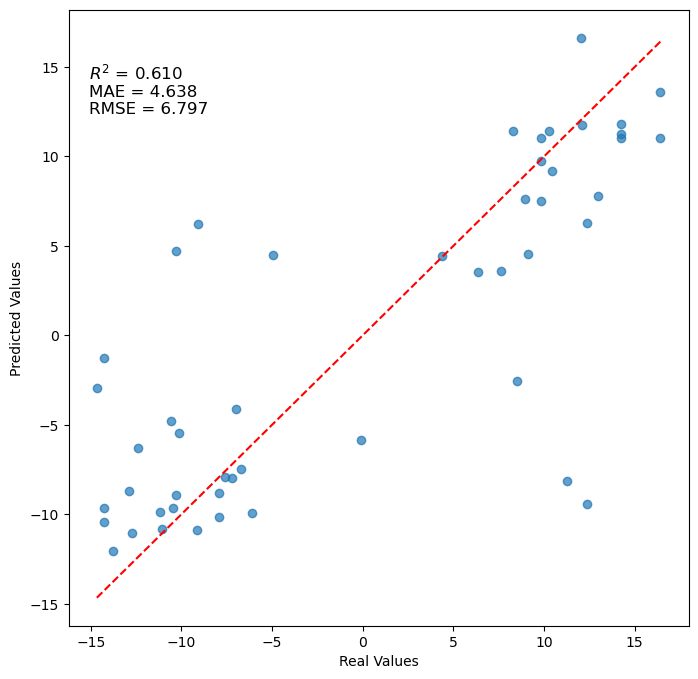 R² = 0.610
MAE = 4.638
RMSE = 6.797
15
10
5
0
−5
−10
−15
Predicted Values
−15 −10 −5 0 5 10 15
Real Values